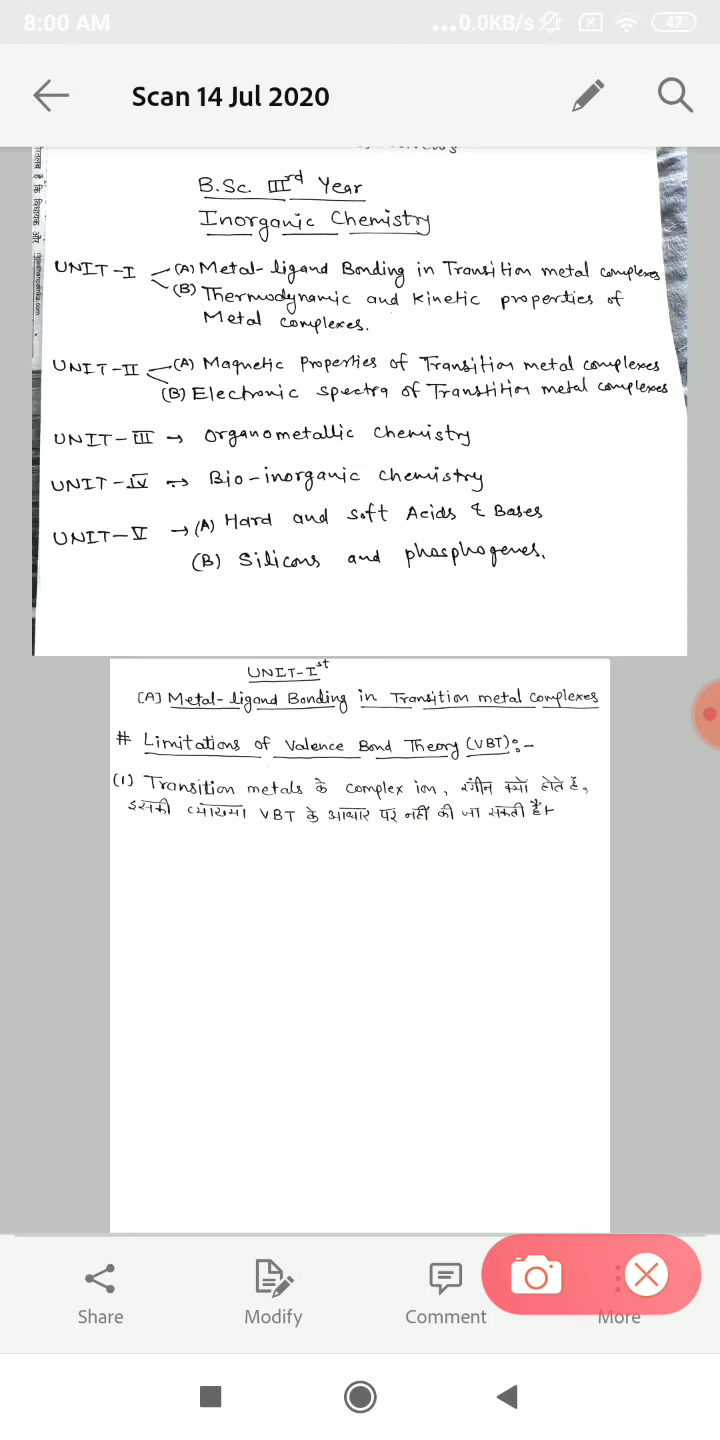 8:00 AM
...0.0KB/s
47
Scan 14 Jul 2020
B.Sc. IIIrd Year
Inorganic Chemistry
UNIT-I (A) Metal-ligand Bonding in Transition metal complexes
(B) Thermodynamic and kinetic properties of
Metal complexes.
UNIT-II (A) Magnetic Properties of Transition metal complexes
(B) Electronic spectra of Transtition metal complexes
UNIT-III → Organometallic chemistry
UNIT-IV → Bio-inorganic chemistry
UNIT-V → (A) Hard and soft Acids & Bases
(B) Silicons and phosphogenes.
UNIT-Ist
[A] Metal-ligand Bonding in Transition metal complexes
# Limitations of Valence Bond Theory (VBT):-
(1) Transition metals के complex ion, रंगीन क्यो होते हैं,
इसकी व्याख्या VBT के आधार पर नहीं की जा सकती है।
Share
Modify
Comment
More